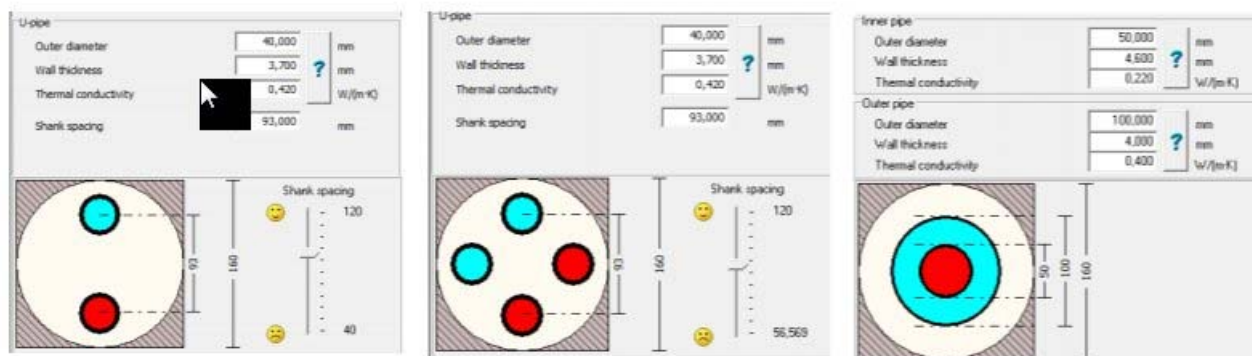 U-pipe
Outer diameter 40,000 mm
Wall thickness 3,700 ? mm
Thermal conductivity 0,420 W/(m·K)
Shank spacing 93,000 mm
Shank spacing
120
93
160
40
U-pipe
Outer diameter 40,000 mm
Wall thickness 3,700 ? mm
Thermal conductivity 0,420 W/(m·K)
Shank spacing 93,000 mm
Shank spacing
120
93
160
56,569
Inner pipe
Outer diameter 50,000 mm
Wall thickness 4,600 ? mm
Thermal conductivity 0,220 W/(m·K)
Outer pipe
Outer diameter 100,000 mm
Wall thickness 4,000 ? mm
Thermal conductivity 0,400 W/(m·K)
50
100
160